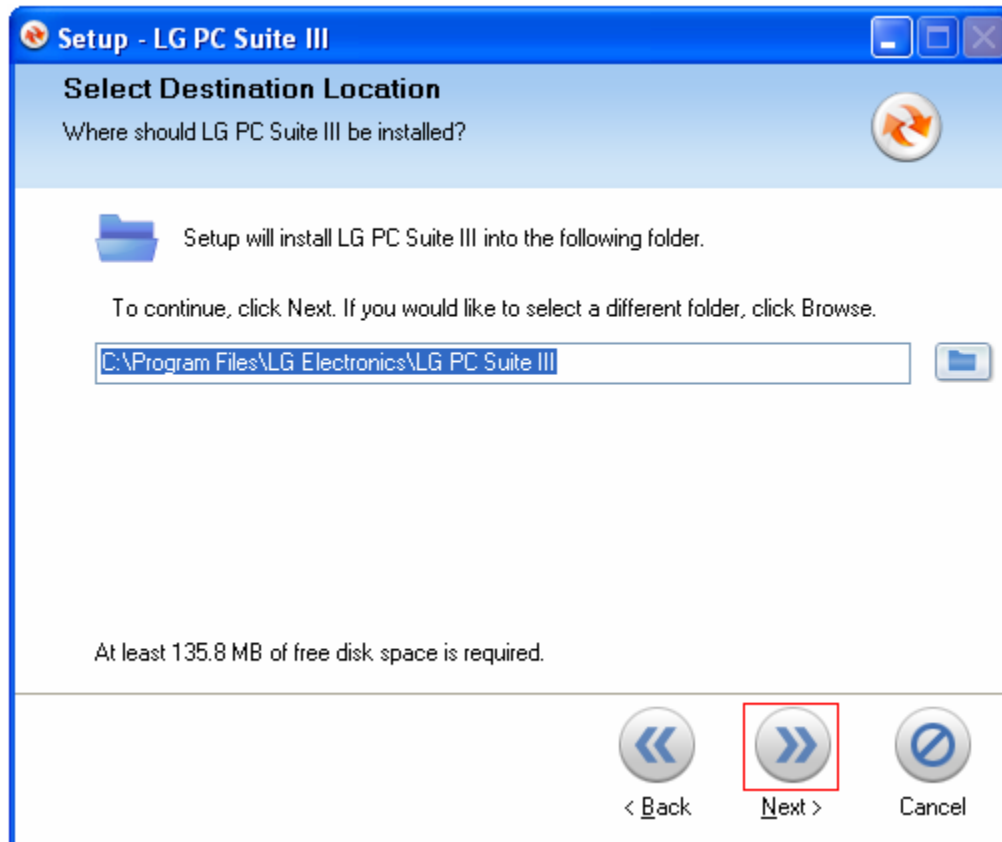 Setup - LG PC Suite III
Select Destination Location
Where should LG PC Suite III be installed?
Setup will install LG PC Suite III into the following folder.
To continue, click Next. If you would like to select a different folder, click Browse.
C:\Program Files\LG Electronics\LG PC Suite III
At least 135.8 MB of free disk space is required.
< Back Next > Cancel